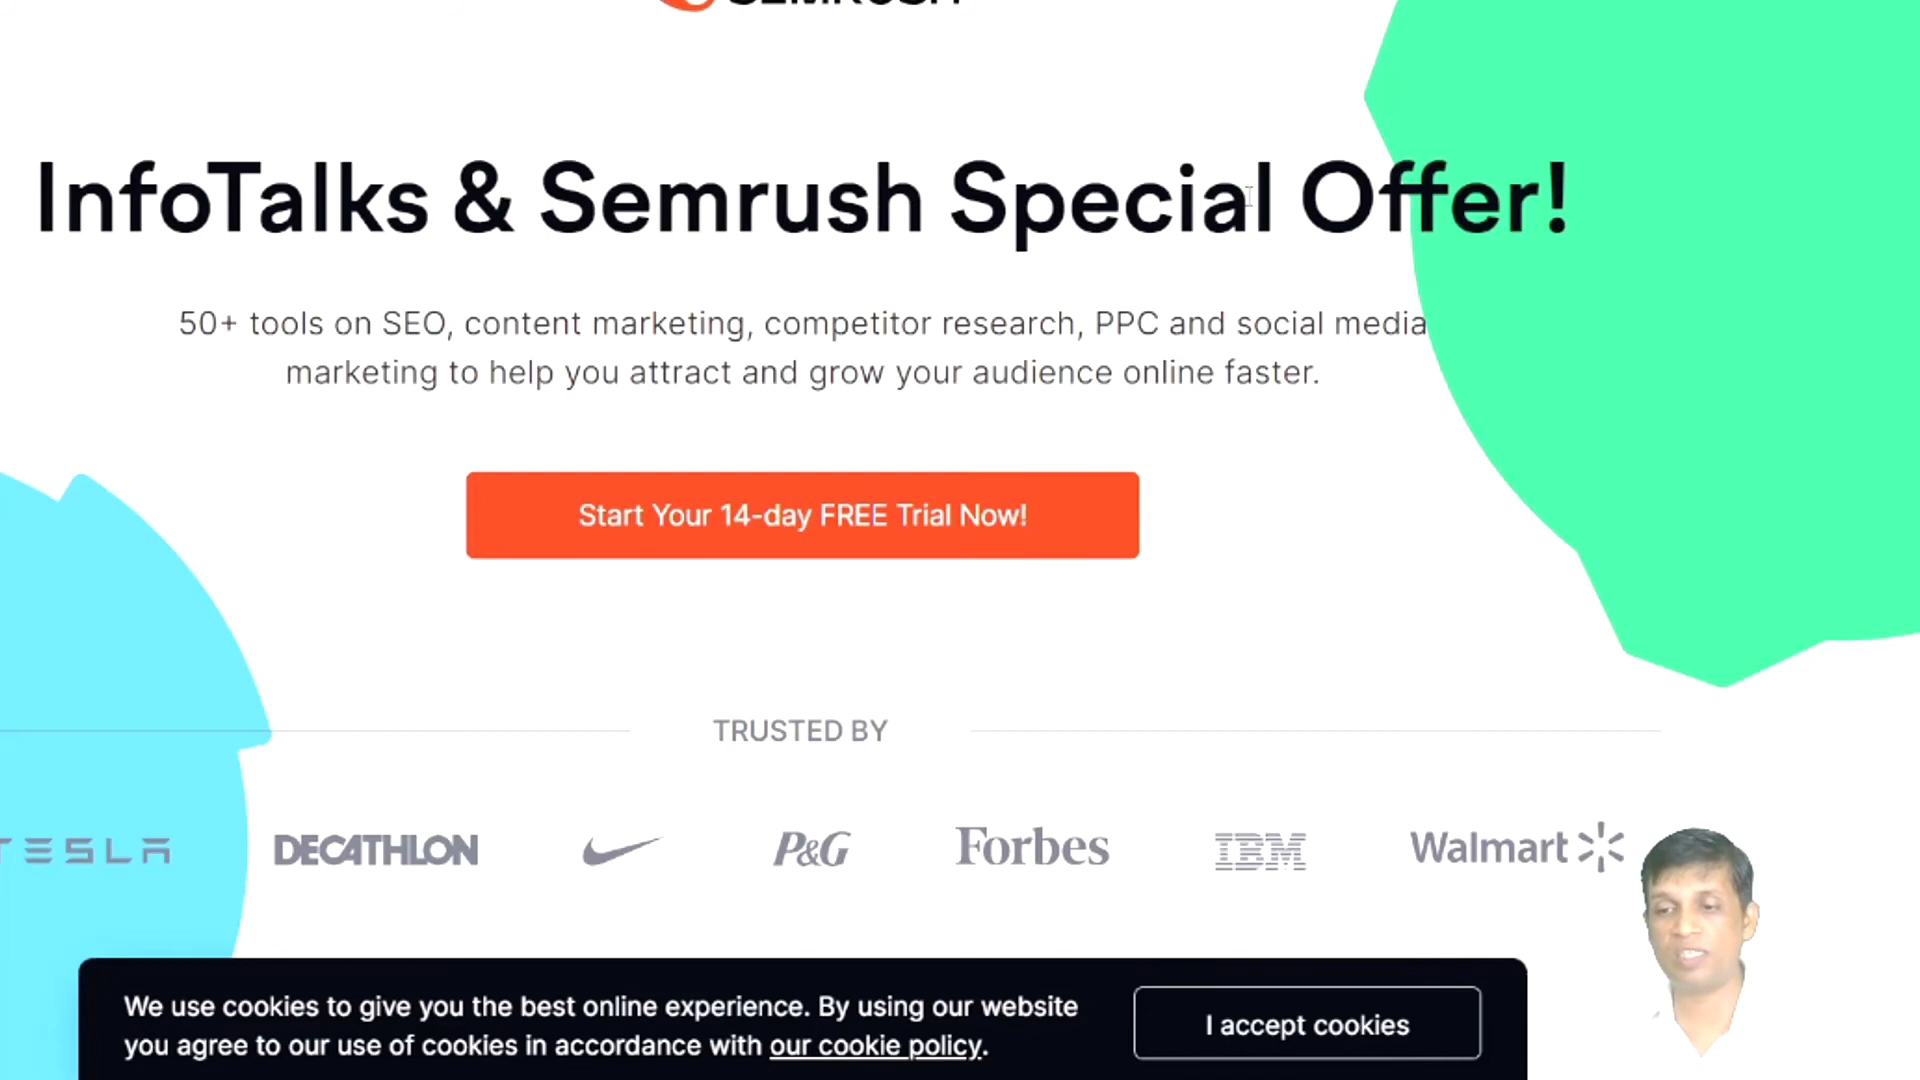 SEMRUSH
InfoTalks & Semrush Special Offer!
50+ tools on SEO, content marketing, competitor research, PPC and social media
marketing to help you attract and grow your audience online faster.
Start Your 14-day FREE Trial Now!
TRUSTED BY
TESLA DECATHLON P&G Forbes IBM Walmart
We use cookies to give you the best online experience. By using our website
you agree to our use of cookies in accordance with our cookie policy.
I accept cookies